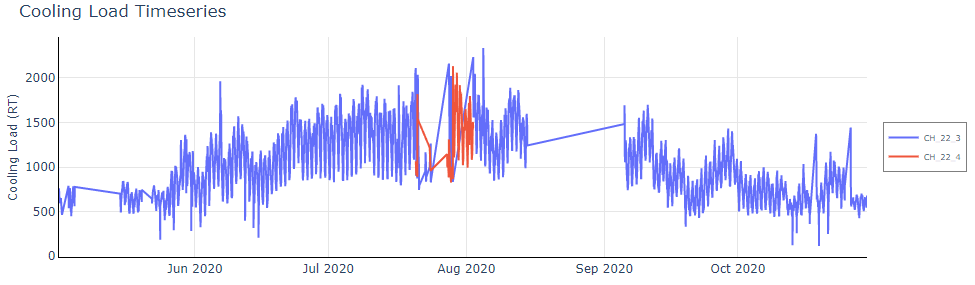 Cooling Load Timeseries
Cooling Load (RT)
2000
1500
1000
500
0
Jun 2020
Jul 2020
Aug 2020
Sep 2020
Oct 2020
CH_22_3
CH_22_4